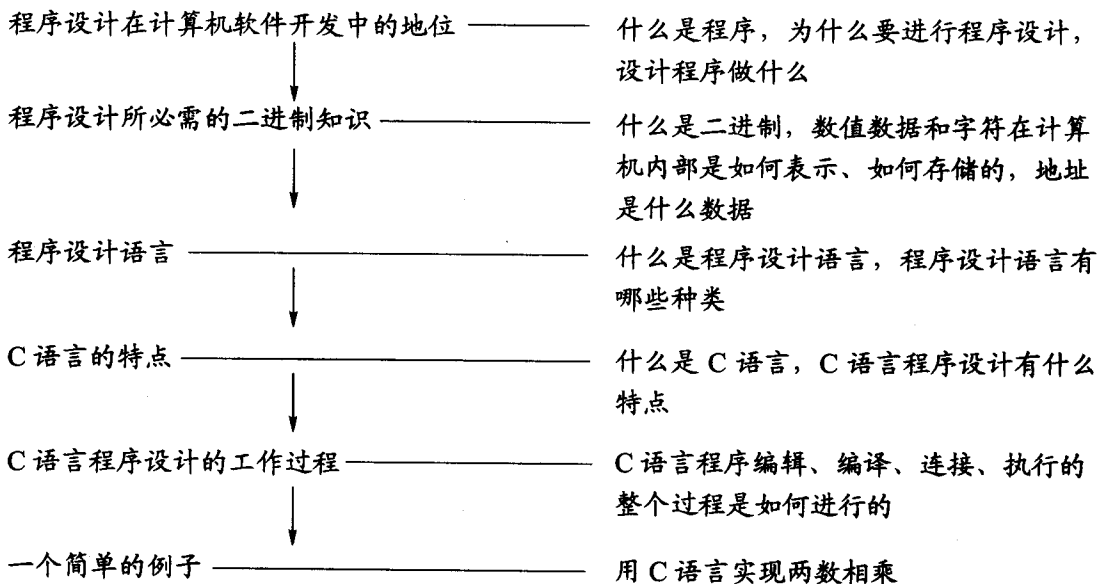 程序设计在计算机软件开发中的地位
什么是程序，为什么要进行程序设计，
设计程序做什么
程序设计所必需的二进制知识
什么是二进制，数值数据和字符在计算
机内部是如何表示、如何存储的，地址
是什么数据
程序设计语言
什么是程序设计语言，程序设计语言有
哪些种类
C 语言的特点
什么是 C 语言，C 语言程序设计有什么
特点
C 语言程序设计的工作过程
C 语言程序编辑、编译、连接、执行的
整个过程是如何进行的
一个简单的例子
用 C 语言实现两数相乘